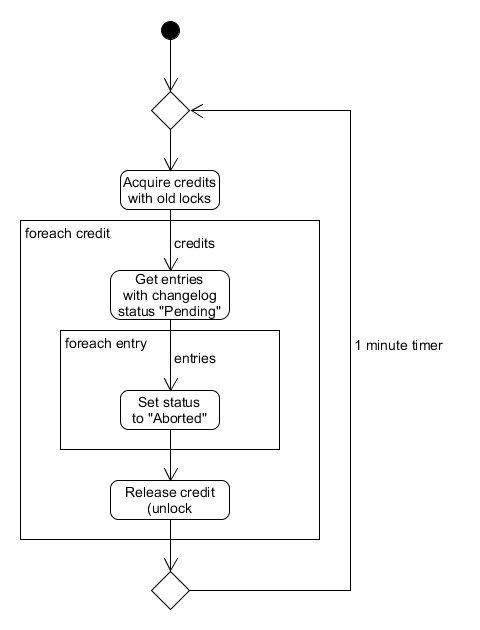 Acquire credits
with old locks
foreach credit
credits
Get entries
with changelog
status "Pending"
foreach entry
entries
1 minute timer
Set status
to "Aborted"
Release credit
(unlock